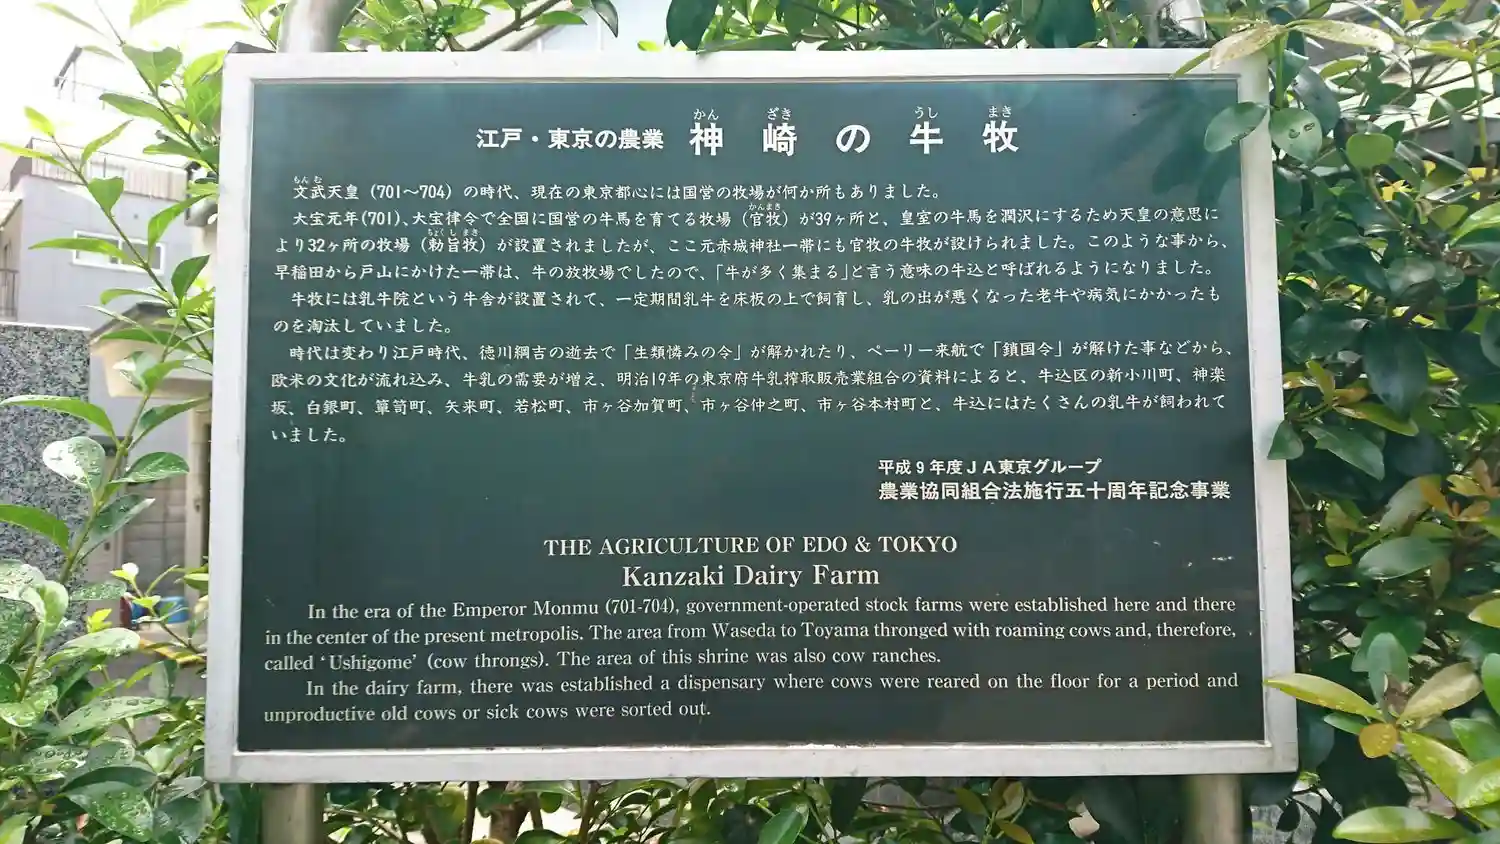 江戸・東京の農業 神崎の牛牧
かん ざき うし まき
もん む
文武天皇（701～704）の時代、現在の東京都心には国営の牧場が何か所もありました。
かんまき
大宝元年(701)、大宝律令で全国に国営の牛馬を育てる牧場（官牧）が39ヶ所と、皇室の牛馬を潤沢にするため天皇の意思に
ちょく し まき
より32ヶ所の牧場（勅旨牧）が設置されましたが、ここ元赤城神社一帯にも官牧の牛牧が設けられました。このような事から、
早稲田から戸山にかけた一帯は、牛の放牧場でしたので、「牛が多く集まる」と言う意味の牛込と呼ばれるようになりました。
牛牧には乳牛院という牛舎が設置されて、一定期間乳牛を床板の上で飼育し、乳の出が悪くなった老牛や病気にかかったも
のを淘汰していました。
時代は変わり江戸時代、徳川綱吉の逝去で「生類憐みの令」が解かれたり、ペーリー来航で「鎖国令」が解けた事などから、
欧米の文化が流れ込み、牛乳の需要が増え、明治19年の東京府牛乳搾取販売業組合の資料によると、牛込区の新小川町、神楽
坂、白銀町、箪笥町、矢来町、若松町、市ヶ谷加賀町、市ヶ谷仲之町、市ヶ谷本村町と、牛込にはたくさんの乳牛が飼われて
いました。
平成9年度ＪＡ東京グループ
農業協同組合法施行五十周年記念事業
THE AGRICULTURE OF EDO & TOKYO
Kanzaki Dairy Farm
In the era of the Emperor Monmu (701-704), government-operated stock farms were established here and there
in the center of the present metropolis. The area from Waseda to Toyama thronged with roaming cows and, therefore,
called ‘Ushigome’ (cow throngs). The area of this shrine was also cow ranches.
In the dairy farm, there was established a dispensary where cows were reared on the floor for a period and
unproductive old cows or sick cows were sorted out.